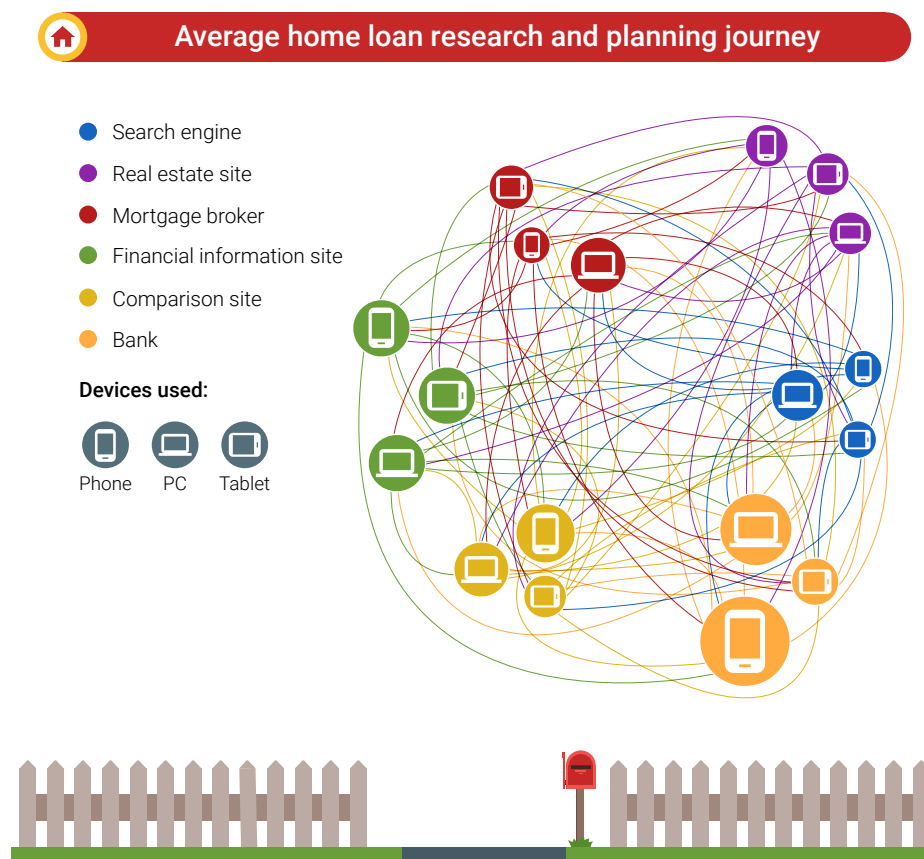 Average home loan research and planning journey
Search engine
Real estate site
Mortgage broker
Financial information site
Comparison site
Bank
Devices used:
Phone PC Tablet